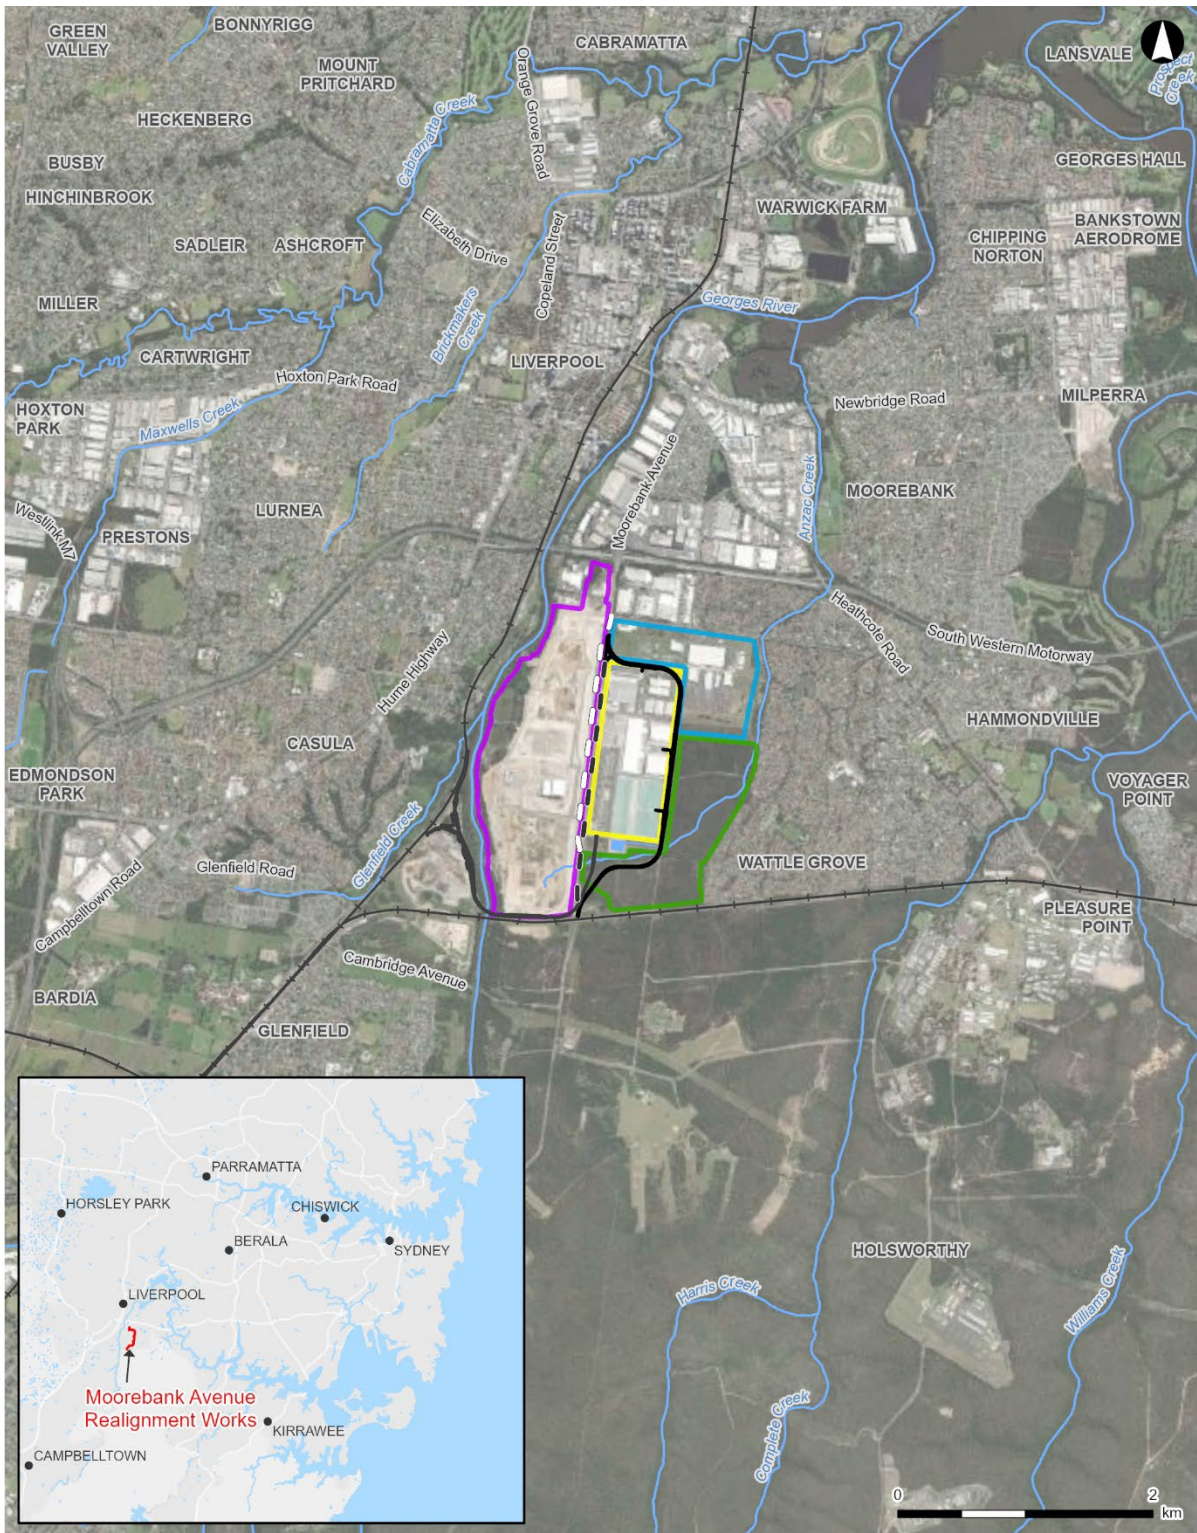 GREEN
VALLEY
BONNYRIGG
MOUNT
PRITCHARD
CABRAMATTA
LANSVALE
Prospect
Creek
Orange Grove Road
HECKENBERG
Cabramatta Creek
BUSBY
HINCHINBROOK
GEORGES HALL
WARWICK FARM
BANKSTOWN
AERODROME
CHIPPING
NORTON
SADLEIR
ASHCROFT
Elizabeth Drive
Copeland Street
MILLER
Georges River
Brickmakers
Creek
CARTWRIGHT
LIVERPOOL
Hoxton Park Road
HOXTON
PARK
Maxwells Creek
Newbridge Road
MILPERRA
Moorebank Avenue
Anzac Creek
MOOREBANK
LURNEA
Westlink M7
PRESTONS
Heathcote Road
South Western Motorway
Hume Highway
HAMMONDVILLE
CASULA
EDMONDSON
PARK
VOYAGER
POINT
Glenfield Creek
Glenfield Road
WATTLE GROVE
Campbelltown Road
PLEASURE
POINT
Cambridge Avenue
BARDIA
GLENFIELD
HOLSWORTHY
Harris Creek
Williams Creek
Complete Creek
PARRAMATTA
HORSLEY PARK
CHISWICK
BERALA
SYDNEY
LIVERPOOL
Moorebank Avenue
Realignment Works
KIRRAWEE
CAMPBELLTOWN
0
2
km